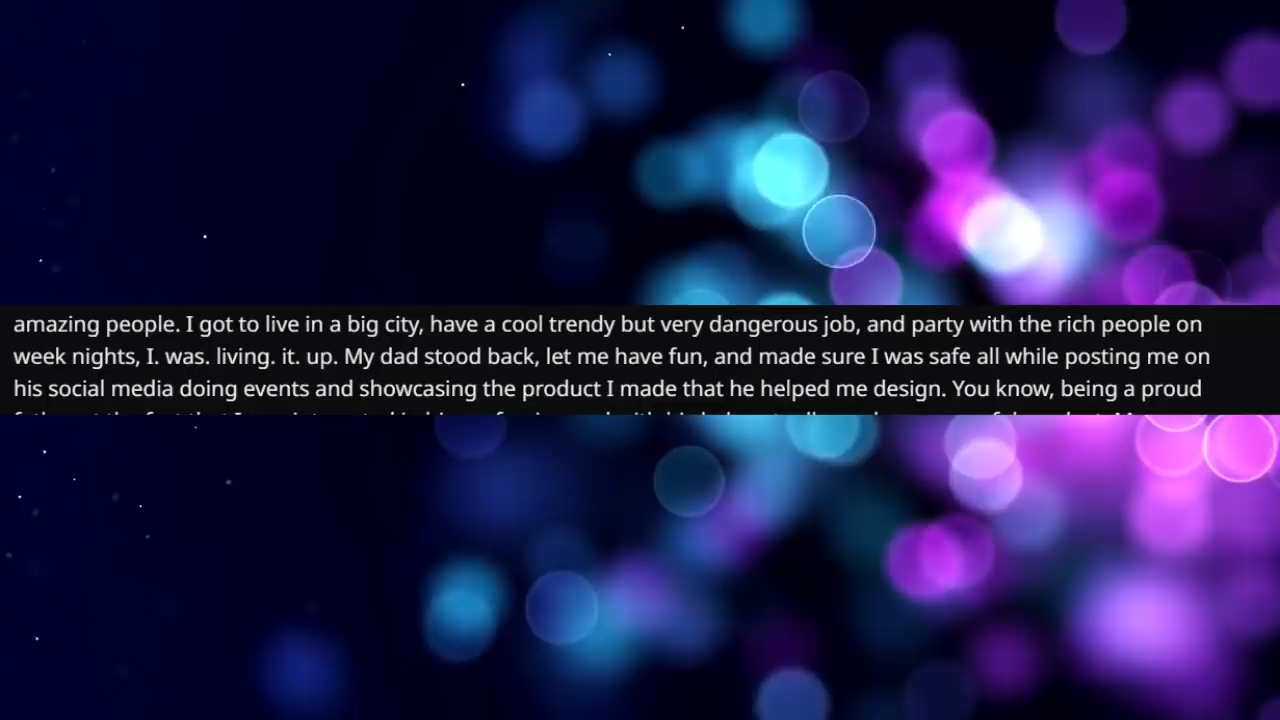 amazing people. I got to live in a big city, have a cool trendy but very dangerous job, and party with the rich people on
week nights, I. was. living. it. up. My dad stood back, let me have fun, and made sure I was safe all while posting me on
his social media doing events and showcasing the product I made that he helped me design. You know, being a proud